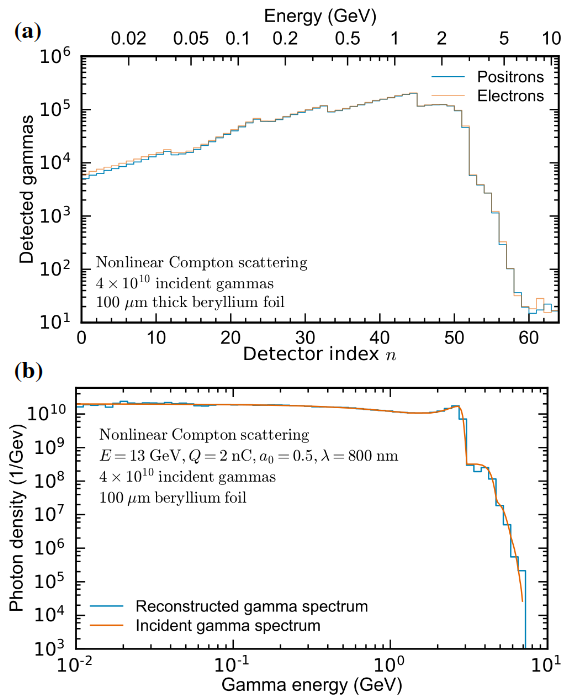 (a)
Energy (GeV)
0.02 0.05 0.1 0.2 0.5 1 2 5 10
10^6
10^5
10^4
10^3
10^2
10^1
Detected gammas
Positrons
Electrons
Nonlinear Compton scattering
4 × 10^10 incident gammas
100 μm thick beryllium foil
0 10 20 30 40 50 60
Detector index n
(b)
10^10
10^9
10^8
10^7
10^6
10^5
10^4
10^3
Photon density (1/Gev)
Nonlinear Compton scattering
E = 13 GeV, Q = 2 nC, a_0 = 0.5, λ = 800 nm
4 × 10^10 incident gammas
100 μm beryllium foil
Reconstructed gamma spectrum
Incident gamma spectrum
10^-2 10^-1 10^0 10^1
Gamma energy (GeV)